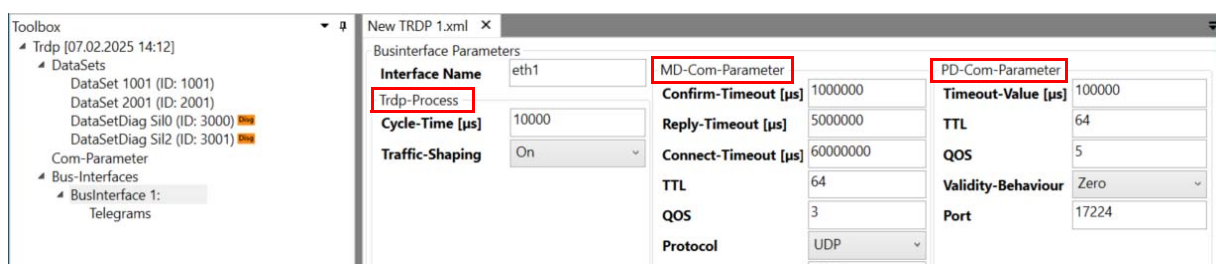 Toolbox
Trdp [07.02.2025 14:12]
DataSets
DataSet 1001 (ID: 1001)
DataSet 2001 (ID: 2001)
DataSetDiag Sil0 (ID: 3000) Diag
DataSetDiag Sil2 (ID: 3001) Diag
Com-Parameter
Bus-Interfaces
BusInterface 1:
Telegrams
New TRDP 1.xml
Businterface Parameters
Interface Name eth1
Trdp-Process
Cycle-Time [µs] 10000
Traffic-Shaping On
MD-Com-Parameter
Confirm-Timeout [µs] 1000000
Reply-Timeout [µs] 5000000
Connect-Timeout [µs] 60000000
TTL 64
QOS 3
Protocol UDP
PD-Com-Parameter
Timeout-Value [µs] 100000
TTL 64
QOS 5
Validity-Behaviour Zero
Port 17224